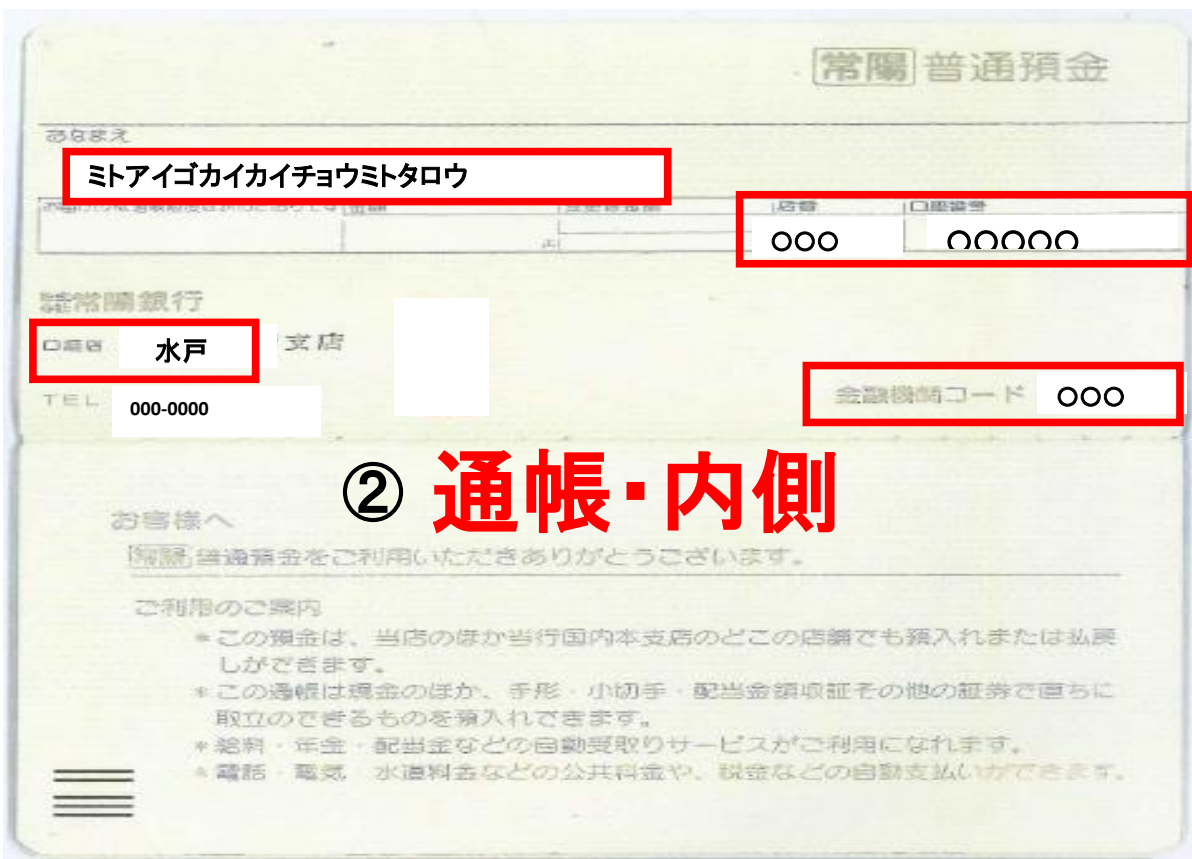 常陽 普通預金
おなまえ
ミトアイゴカイカイチョウミトタロウ
店番 口座番号
○○○ ○○○○○
株式会社常陽銀行
口座店 水戸 支店
TEL 000-0000
金融機関コード ○○○
② 通帳・内側
お客様へ
常陽 普通預金をご利用いただきありがとうございます。
ご利用のご案内
*この預金は、当店のほか当行国内本支店のどこの店舗でも預入れまたは払戻
しができます。
*この通帳は現金のほか、手形・小切手・配当金領収証その他の証券で直ちに
取立のできるものを預入れできます。
*給料・年金・配当金などの自動受取りサービスがご利用になれます。
*電話・電気・水道料金などの公共料金や、税金などの自動支払いができます。